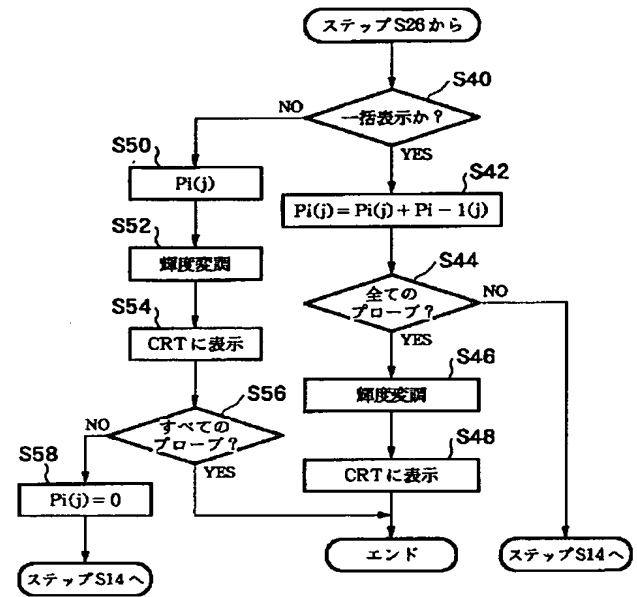 ステップS26から
S40
一括表示か?
NO
YES
S50
Pi(j)
S42
Pi(j)=Pi(j)+Pi-1(j)
S52
輝度変調
S44
全ての
プローブ?
NO
YES
S54
CRTに表示
S46
輝度変調
S56
すべての
プローブ?
NO
YES
S48
CRTに表示
S58
Pi(j)=0
エンド
ステップS14へ
ステップS14へ